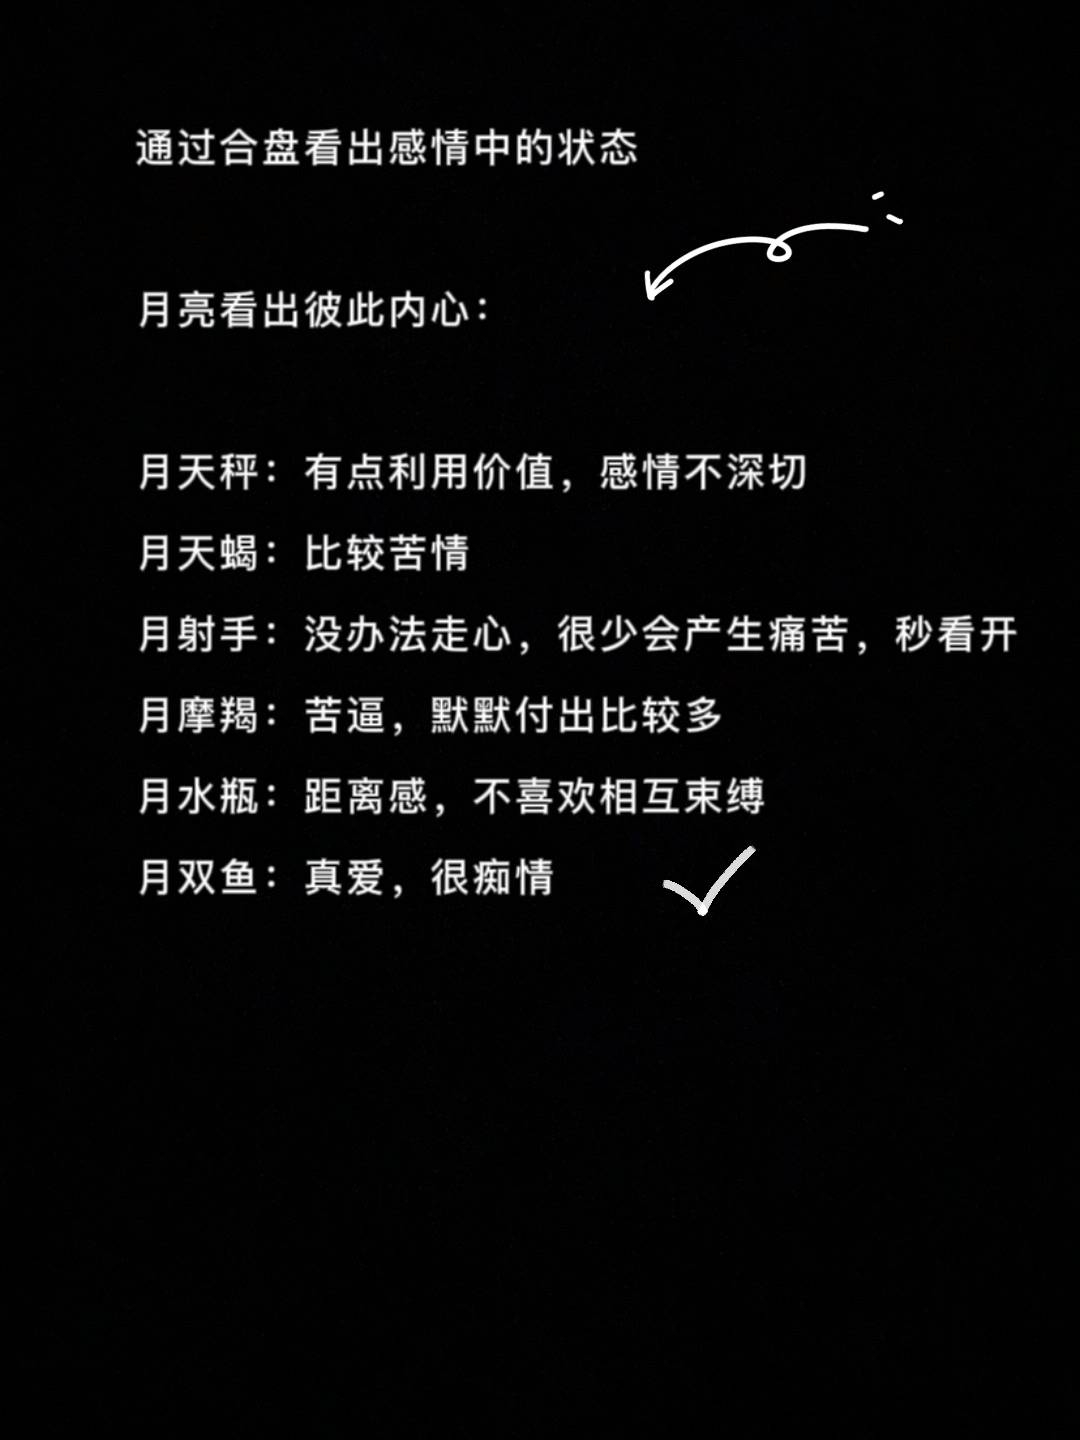 通过合盘看出感情中的状态
月亮看出彼此内心：
月天秤：有点利用价值，感情不深切
月天蝎：比较苦情
月射手：没办法走心，很少会产生痛苦，秒看开
月摩羯：苦逼，默默付出比较多
月水瓶：距离感，不喜欢相互束缚
月双鱼：真爱，很痴情